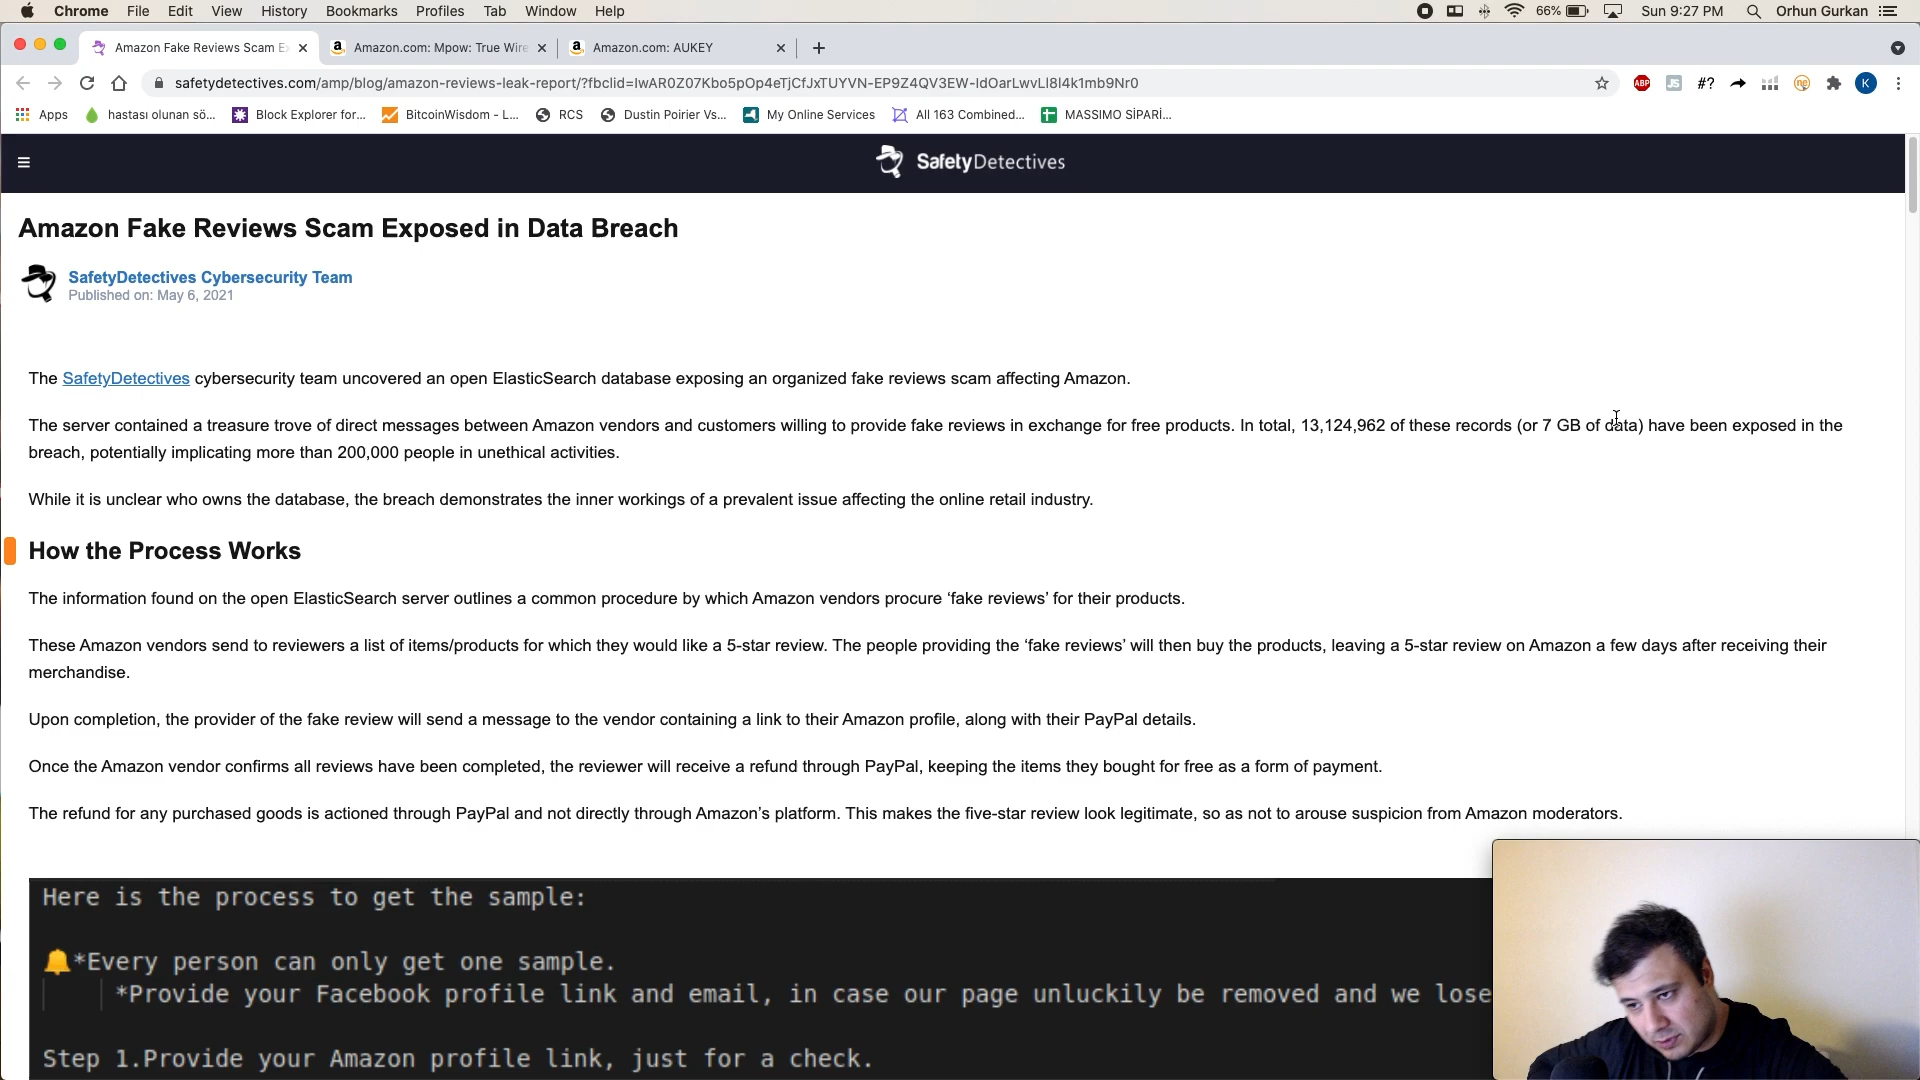 Chrome File Edit View History Bookmarks Profiles Tab Window Help 66% Sun 9:27 PM Orhun Gurkan
Amazon Fake Reviews Scam Ex Amazon.com: Mpow: True Wire Amazon.com: AUKEY
safetydetectives.com/amp/blog/amazon-reviews-leak-report/?fbclid=IwAR0Z07Kbo5pOp4eTjCfJxTUYVN-EP9Z4QV3EW-IdOarLwvLl8l4k1mb9Nr0 ABP JS #? K
Apps hastası olunan sö... Block Explorer for... BitcoinWisdom - L... RCS Dustin Poirier Vs... My Online Services All 163 Combined... MASSIMO SİPARİ...
SafetyDetectives
Amazon Fake Reviews Scam Exposed in Data Breach
SafetyDetectives Cybersecurity Team
Published on: May 6, 2021
The SafetyDetectives cybersecurity team uncovered an open ElasticSearch database exposing an organized fake reviews scam affecting Amazon.
The server contained a treasure trove of direct messages between Amazon vendors and customers willing to provide fake reviews in exchange for free products. In total, 13,124,962 of these records (or 7 GB of data) have been exposed in the
breach, potentially implicating more than 200,000 people in unethical activities.
While it is unclear who owns the database, the breach demonstrates the inner workings of a prevalent issue affecting the online retail industry.
How the Process Works
The information found on the open ElasticSearch server outlines a common procedure by which Amazon vendors procure ‘fake reviews’ for their products.
These Amazon vendors send to reviewers a list of items/products for which they would like a 5-star review. The people providing the ‘fake reviews’ will then buy the products, leaving a 5-star review on Amazon a few days after receiving their
merchandise.
Upon completion, the provider of the fake review will send a message to the vendor containing a link to their Amazon profile, along with their PayPal details.
Once the Amazon vendor confirms all reviews have been completed, the reviewer will receive a refund through PayPal, keeping the items they bought for free as a form of payment.
The refund for any purchased goods is actioned through PayPal and not directly through Amazon’s platform. This makes the five-star review look legitimate, so as not to arouse suspicion from Amazon moderators.
Here is the process to get the sample:
*Every person can only get one sample.
*Provide your Facebook profile link and email, in case our page unluckily be removed and we lose
Step 1.Provide your Amazon profile link, just for a check.